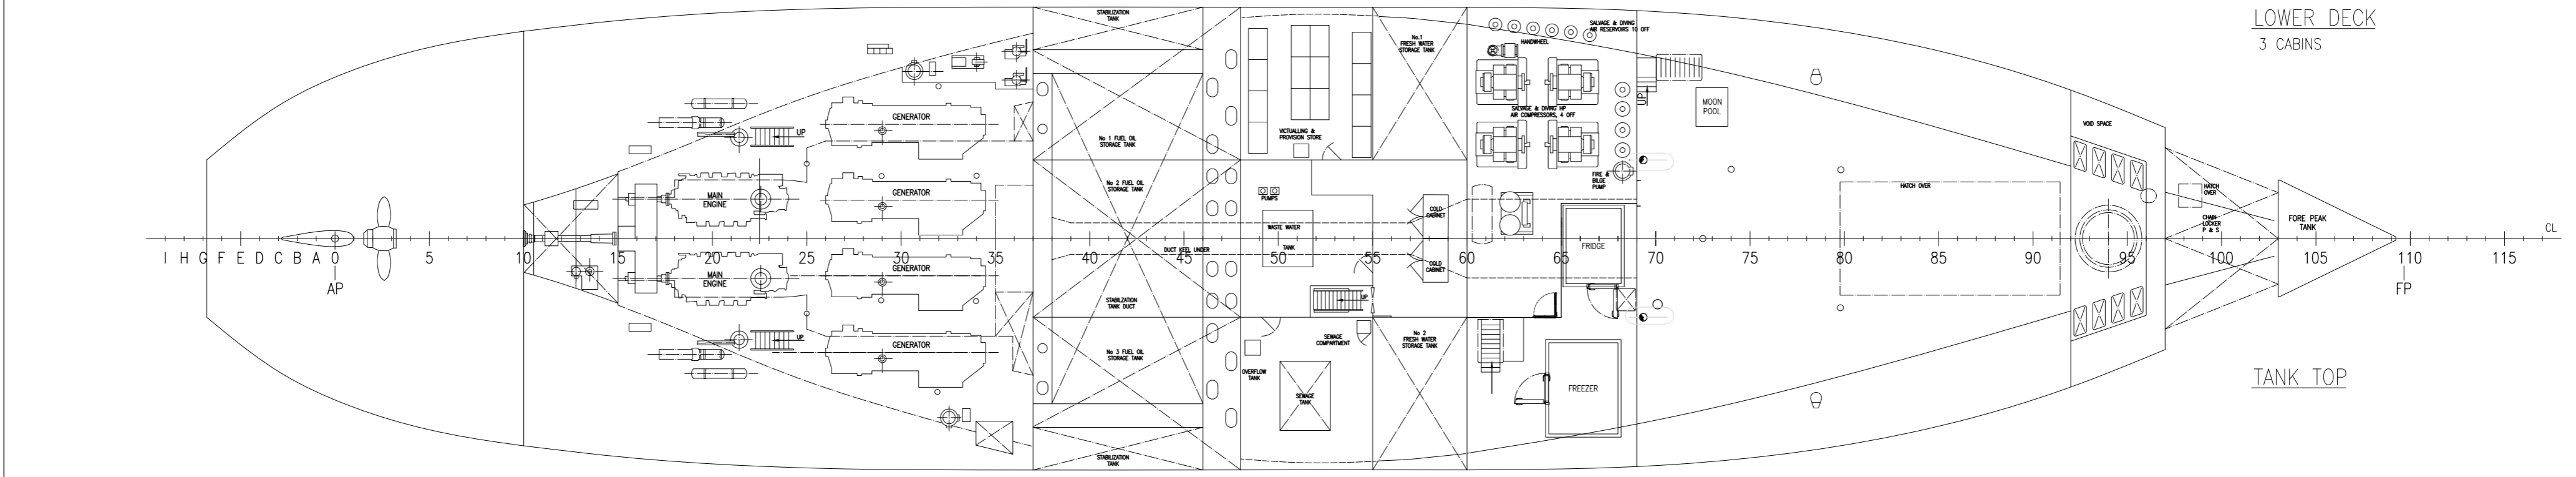 LOWER DECK
3 CABINS
STABILIZATION
TANK
No.1
FRESH WATER
STORAGE TANK
SALVAGE & DIVING
AIR RESERVOIRS 10 OFF
HANDWHEEL
UP
MOON
POOL
SALVAGE & DIVING HP
AIR COMPRESSORS, 4 OFF
VOID SPACE
GENERATOR
UP
No 1 FUEL OIL
STORAGE TANK
VICTUALLING &
PROVISION STORE
FIRE &
BILGE
PUMP
HATCH OVER
HATCH
OVER
MAIN
ENGINE
GENERATOR
No 2 FUEL OIL
STORAGE TANK
PUMPS
COLD
CABINET
WASTE WATER
TANK
CHAIN
LOCKER
P & S
FORE PEAK
TANK
CL
DUCT KEEL UNDER
FRIDGE
I H G F E D C B A 0 5 10 15 20 25 30 35 40 45 50 55 60 65 70 75 80 85 90 95 100 105 110 115
AP
FP
MAIN
ENGINE
GENERATOR
COLD
CABINET
STABILZATION
TANK DUCT
UP
UP
GENERATOR
No 3 FUEL OIL
STORAGE TANK
SEWAGE
COMPARTMENT
No 2
FRESH WATER
STORAGE TANK
OVERFLOW
TANK
SEWAGE
TANK
FREEZER
TANK TOP
STABILIZATION
TANK